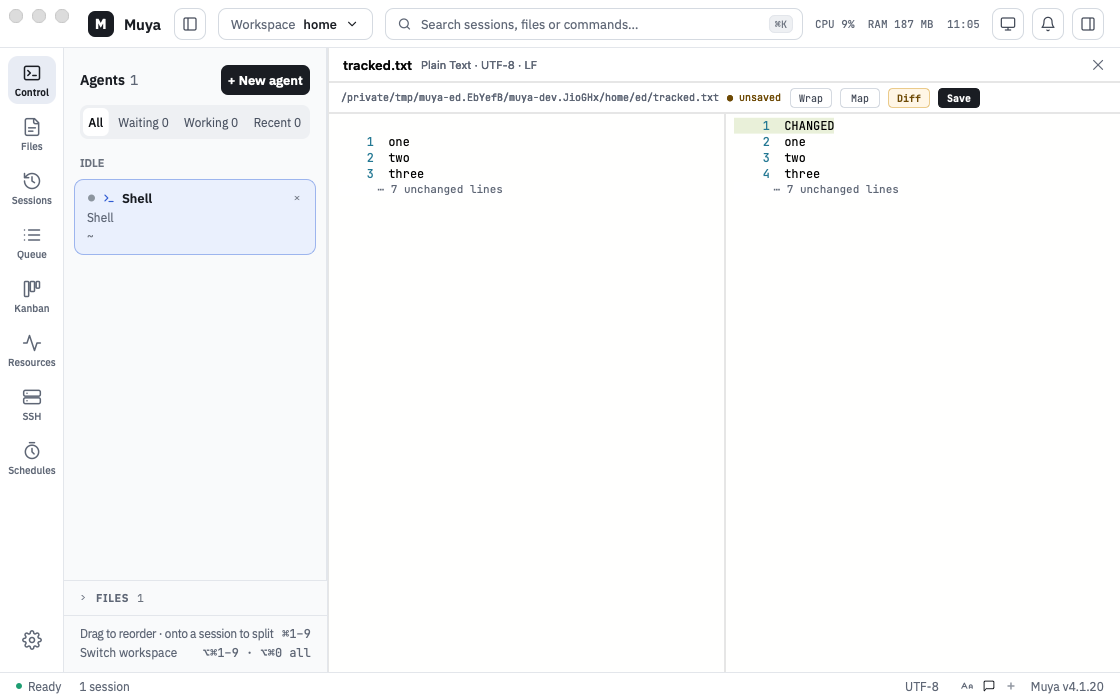 M Muya Workspace home Search sessions, files or commands... ⌘K CPU 9% RAM 187 MB 11:05
Control
Files
Sessions
Queue
Kanban
Resources
SSH
Schedules
Agents 1 + New agent
All Waiting 0 Working 0 Recent 0
IDLE
Shell ×
Shell
~
› FILES 1
Drag to reorder · onto a session to split ⌘1–9
Switch workspace ⌥⌘1–9 · ⌥⌘0 all
tracked.txt Plain Text · UTF-8 · LF
/private/tmp/muya-ed.EbYefB/muya-dev.JioGHx/home/ed/tracked.txt ● unsaved Wrap Map Diff Save
1 one
2 two
3 three
⋯ 7 unchanged lines
1 CHANGED
2 one
3 two
4 three
⋯ 7 unchanged lines
Ready 1 session UTF-8 AA + Muya v4.1.20